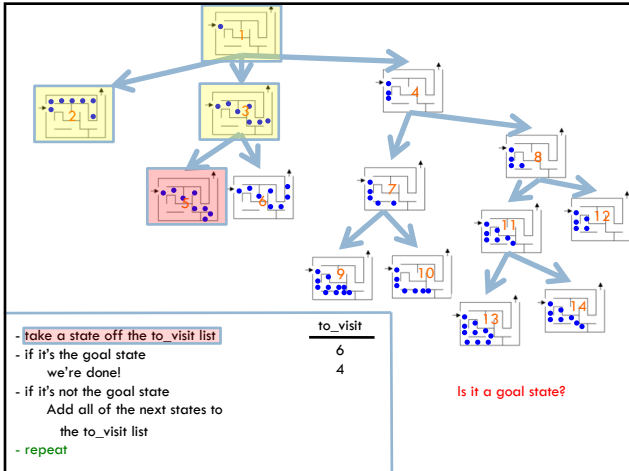 1
2
3
4
5
6
7
8
9
10
11
12
13
14
- take a state off the to_visit list
- if it's the goal state
we're done!
- if it's not the goal state
Add all of the next states to
the to_visit list
- repeat
to_visit
6
4
Is it a goal state?